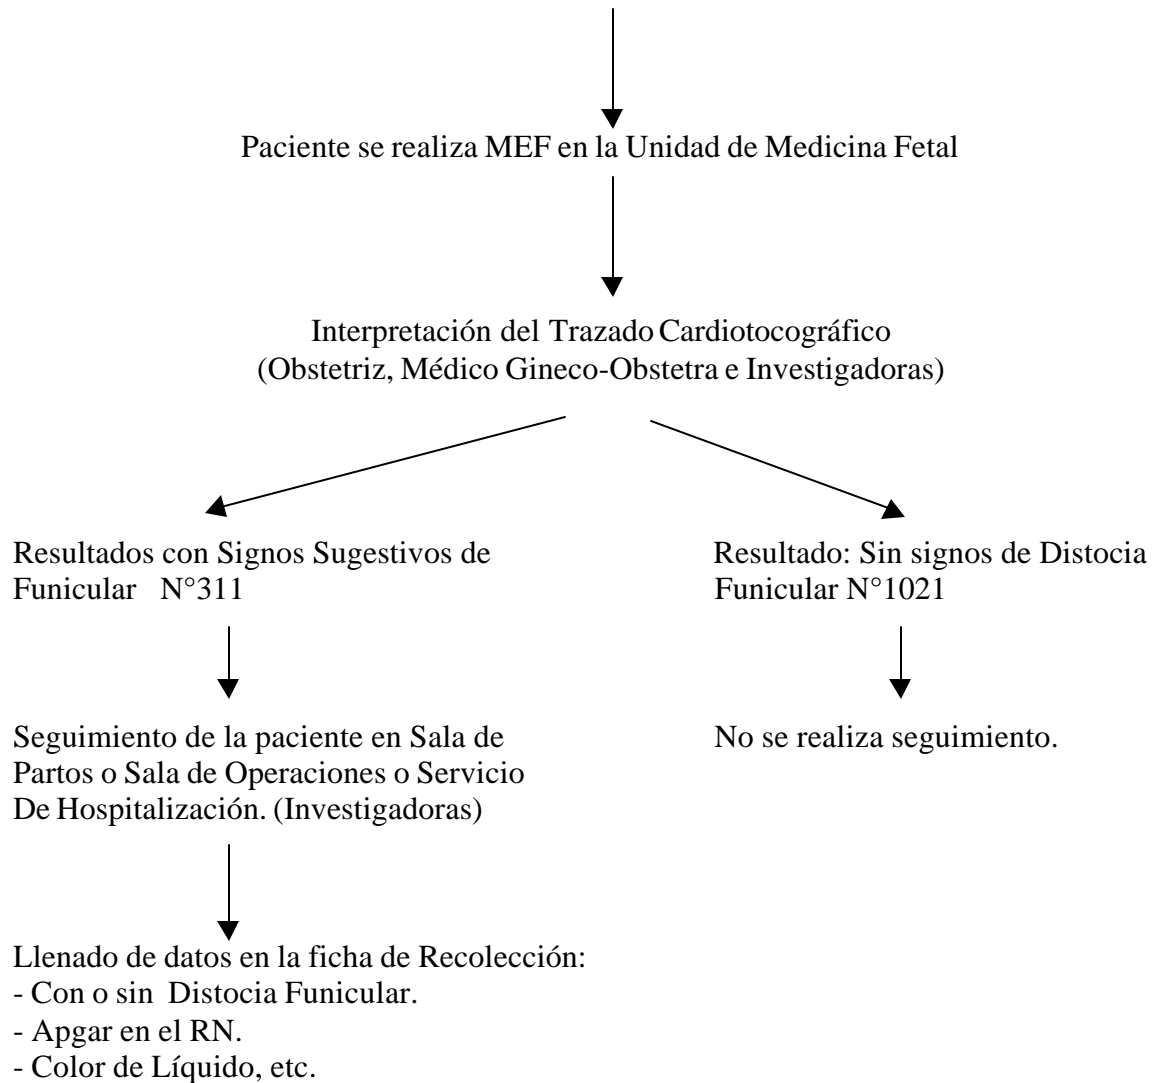 Paciente se realiza MEF en la Unidad de Medicina Fetal
Interpretación del Trazado Cardiotocográfico
(Obstetriz, Médico Gineco-Obstetra e Investigadoras)
Resultados con Signos Sugestivos de
Funicular N°311
Resultado: Sin signos de Distocia
Funicular N°1021
Seguimiento de la paciente en Sala de
Partos o Sala de Operaciones o Servicio
De Hospitalización. (Investigadoras)
No se realiza seguimiento.
Llenado de datos en la ficha de Recolección:
- Con o sin Distocia Funicular.
- Apgar en el RN.
- Color de Líquido, etc.